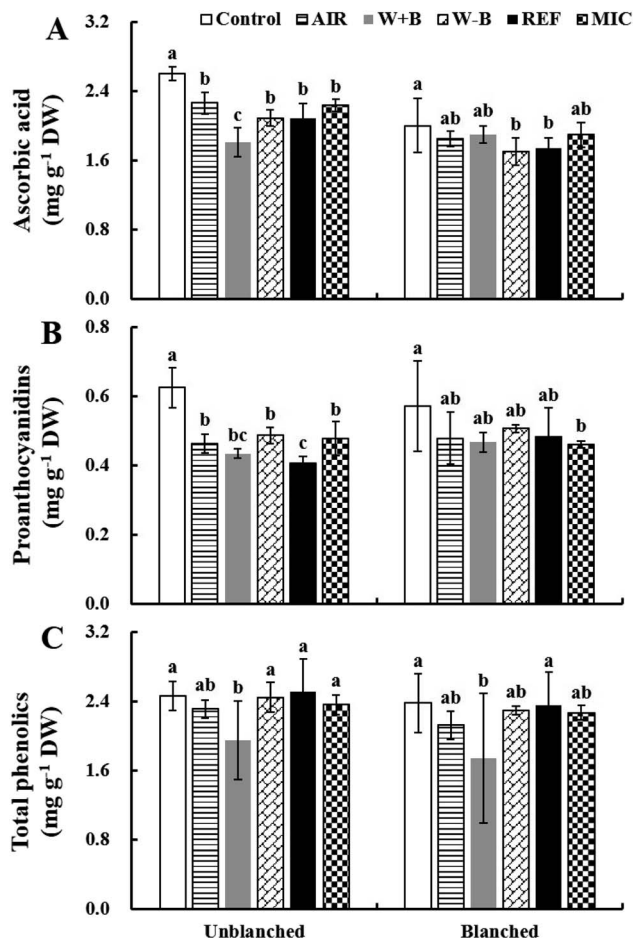 A
Control AIR W+B W-B REF MIC
3.2
2.4
1.6
0.8
0.0
Ascorbic acid
(mg g⁻¹ DW)
a b c b b b
a ab ab b b ab
B
0.8
0.6
0.4
0.2
0.0
Proanthocyanidins
(mg g⁻¹ DW)
a b bc b c b
a ab ab ab ab b
C
3.2
2.4
1.6
0.8
0.0
Total phenolics
(mg g⁻¹ DW)
a ab b a a a
a ab b ab a ab
Unblanched Blanched